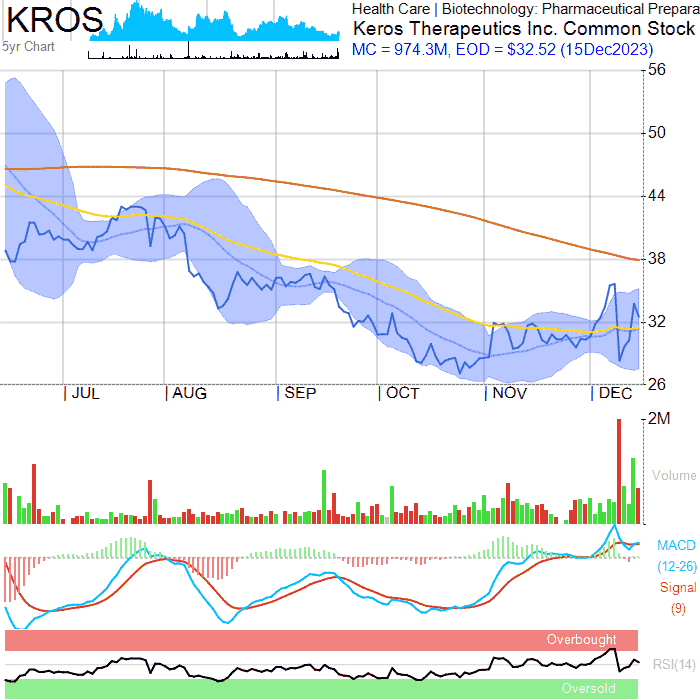 KROS
5yr Chart
Health Care | Biotechnology: Pharmaceutical Prepara
Keros Therapeutics Inc. Common Stock
MC = 974.3M, EOD = $32.52 (15Dec2023)
56
50
44
38
32
26
JUL
AUG
SEP
OCT
NOV
DEC
2M
Volume
MACD
(12-26)
Signal
(9)
Overbought
RSI(14)
Oversold